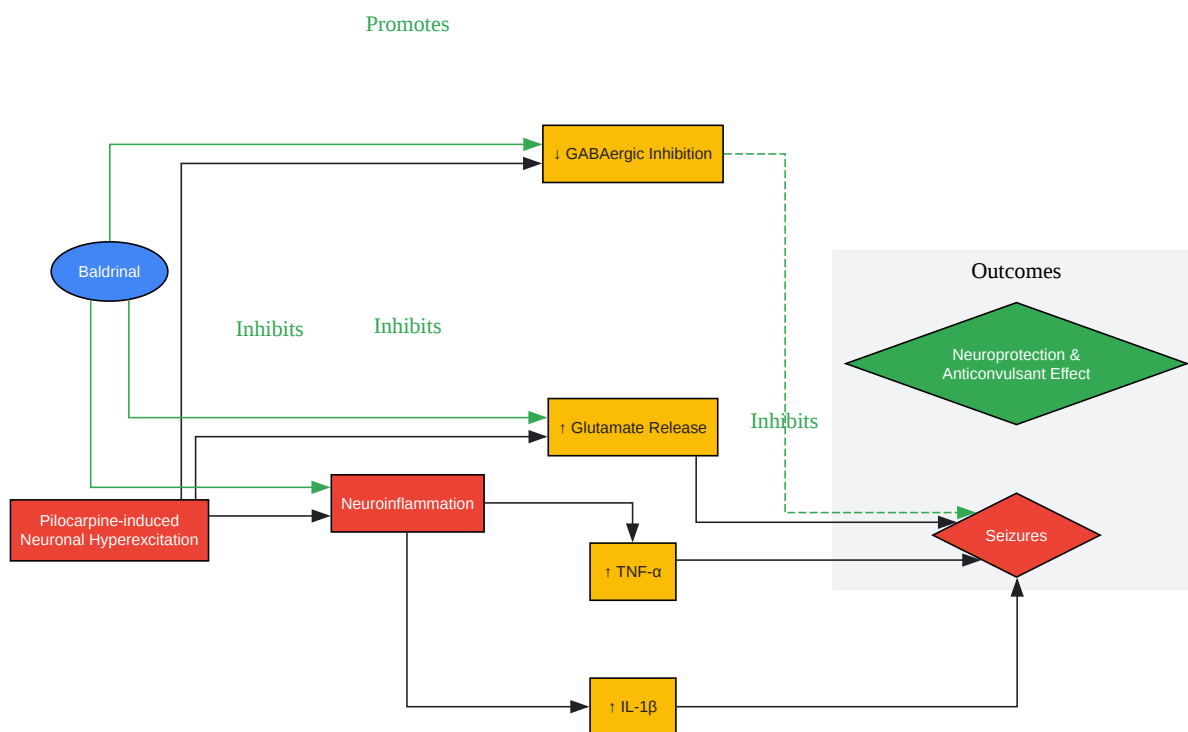 Promotes
↓ GABAergic Inhibition
Baldrinal
Outcomes
Inhibits
Inhibits
Neuroprotection &
Anticonvulsant Effect
↑ Glutamate Release
Inhibits
Neuroinflammation
Pilocarpine-induced
Neuronal Hyperexcitation
Seizures
↑ TNF-α
↑ IL-1β